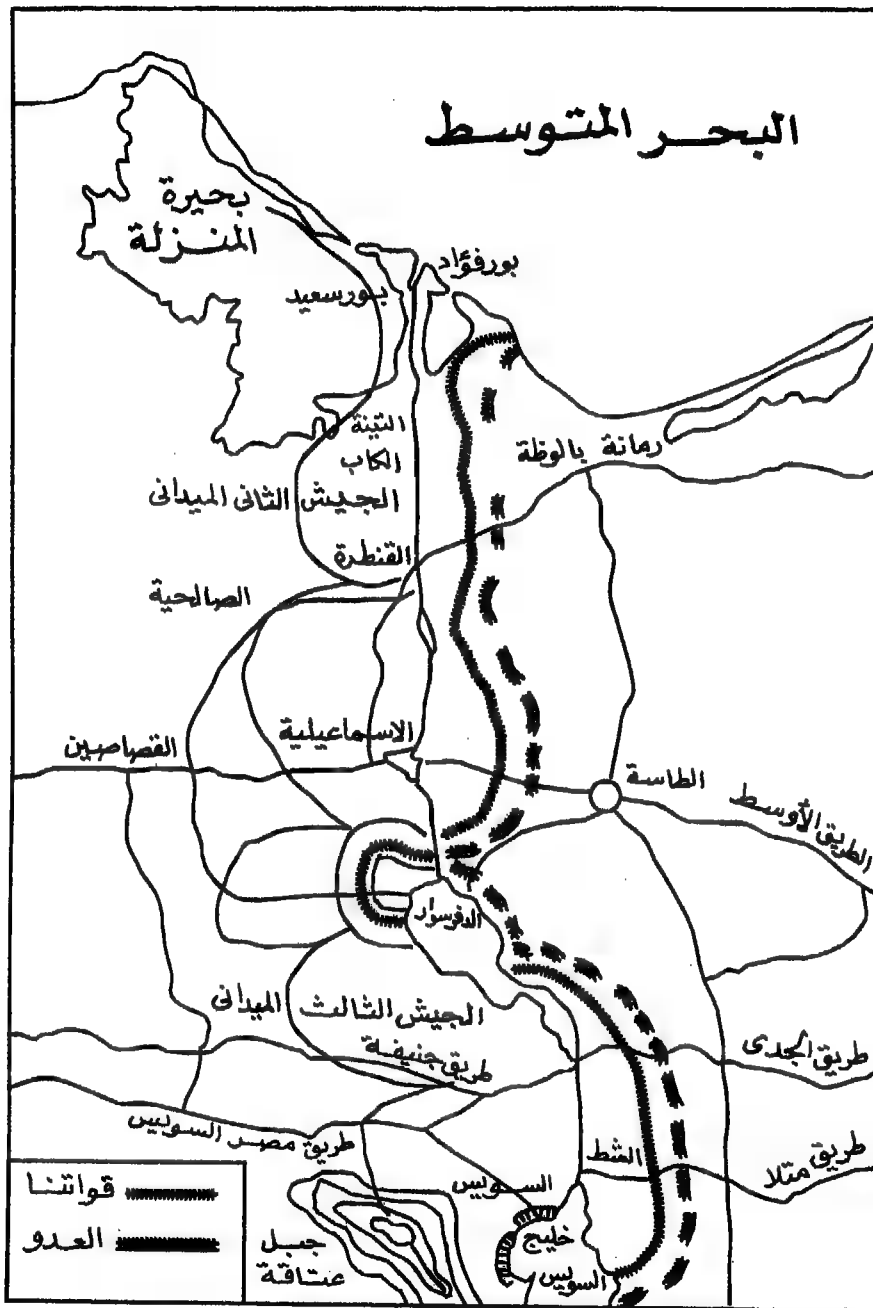 البحر المتوسط
بحيرة
المنزلة
بورفؤاد
بورسعيد
التينة
الكاب
رمانة بالوظة
الجيش الثانى الميدانى
القنطرة
الصالحية
الاسماعيلية
القصاصين
الطاسة
الطريق الأوسط
الدفرسوار
الجيش الثالث الميدانى
طريق جنيفة
طريق الجدى
طريق مصر السويس
الشط
طريق متلا
السويس
خليج
السويس
جبل
عتاقة
قواتنا
العدو